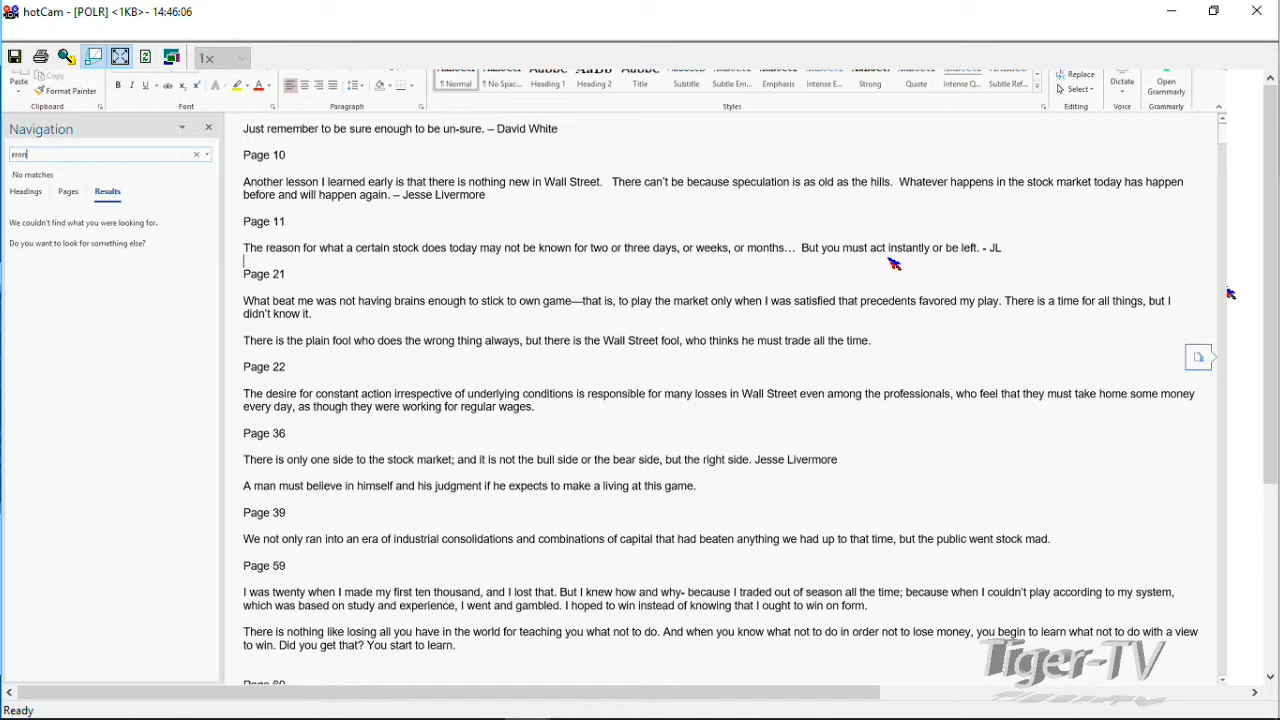 hotCam - [POLR] <1KB> - 14:46:06
1x
Copy
Paste
Format Painter
B I U ab x₂ x² A A
Heading 1 Heading 2 Title Subtitle Subtle Em... Emphasis Intense E... Strong Quote Intense Q... Subtle Ref...
¶ Normal ¶ No Spac...
Replace
Select
Dictate
Open
Grammarly
Clipboard Font Paragraph Styles Editing Voice Grammarly
Navigation
eron
No matches
Headings Pages Results
We couldn't find what you were looking for.
Do you want to look for something else?
Just remember to be sure enough to be un-sure. – David White
Page 10
Another lesson I learned early is that there is nothing new in Wall Street.   There can't be because speculation is as old as the hills.  Whatever happens in the stock market today has happen
before and will happen again. – Jesse Livermore
Page 11
The reason for what a certain stock does today may not be known for two or three days, or weeks, or months…  But you must act instantly or be left. - JL
Page 21
What beat me was not having brains enough to stick to own game—that is, to play the market only when I was satisfied that precedents favored my play. There is a time for all things, but I
didn't know it.
There is the plain fool who does the wrong thing always, but there is the Wall Street fool, who thinks he must trade all the time.
Page 22
The desire for constant action irrespective of underlying conditions is responsible for many losses in Wall Street even among the professionals, who feel that they must take home some money
every day, as though they were working for regular wages.
Page 36
There is only one side to the stock market; and it is not the bull side or the bear side, but the right side. Jesse Livermore
A man must believe in himself and his judgment if he expects to make a living at this game.
Page 39
We not only ran into an era of industrial consolidations and combinations of capital that had beaten anything we had up to that time, but the public went stock mad.
Page 59
I was twenty when I made my first ten thousand, and I lost that. But I knew how and why- because I traded out of season all the time; because when I couldn't play according to my system,
which was based on study and experience, I went and gambled. I hoped to win instead of knowing that I ought to win on form.
There is nothing like losing all you have in the world for teaching you what not to do. And when you know what not to do in order not to lose money, you begin to learn what not to do with a view
to win. Did you get that? You start to learn.
Tiger-TV
Ready